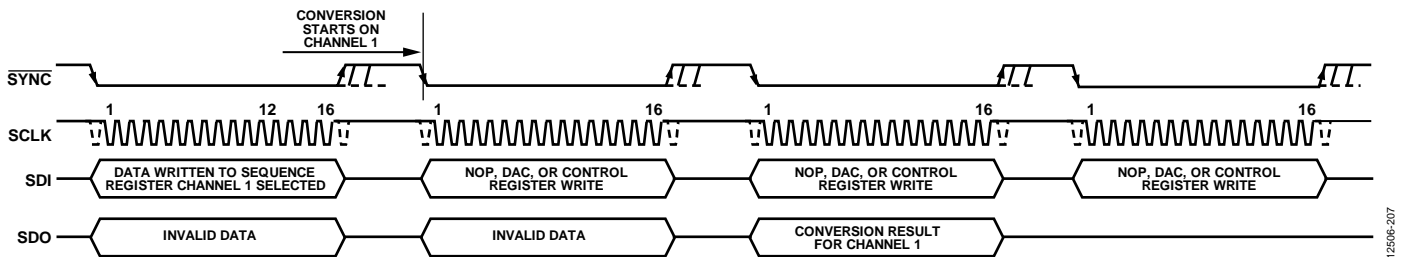 CONVERSION
STARTS ON
CHANNEL 1
SYNC
1
12
16
1
16
1
16
1
16
SCLK
SDI
DATA WRITTEN TO SEQUENCE
REGISTER CHANNEL 1 SELECTED
NOP, DAC, OR CONTROL
REGISTER WRITE
NOP, DAC, OR CONTROL
REGISTER WRITE
NOP, DAC, OR CONTROL
REGISTER WRITE
SDO
INVALID DATA
INVALID DATA
CONVERSION RESULT
FOR CHANNEL 1
12506-207